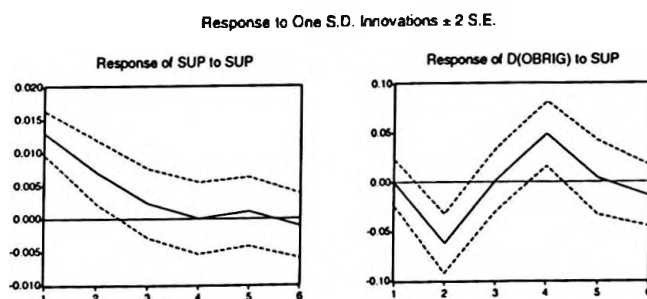 Response to One S.D. Innovations ± 2 S.E.
Response of SUP to SUP
0.020
0.015
0.010
0.005
0.000
-0.005
-0.010
1 2 3 4 5 6
Response of D(OBRIG) to SUP
0.10
0.05
0.00
-0.05
-0.10
1 2 3 4 5 6